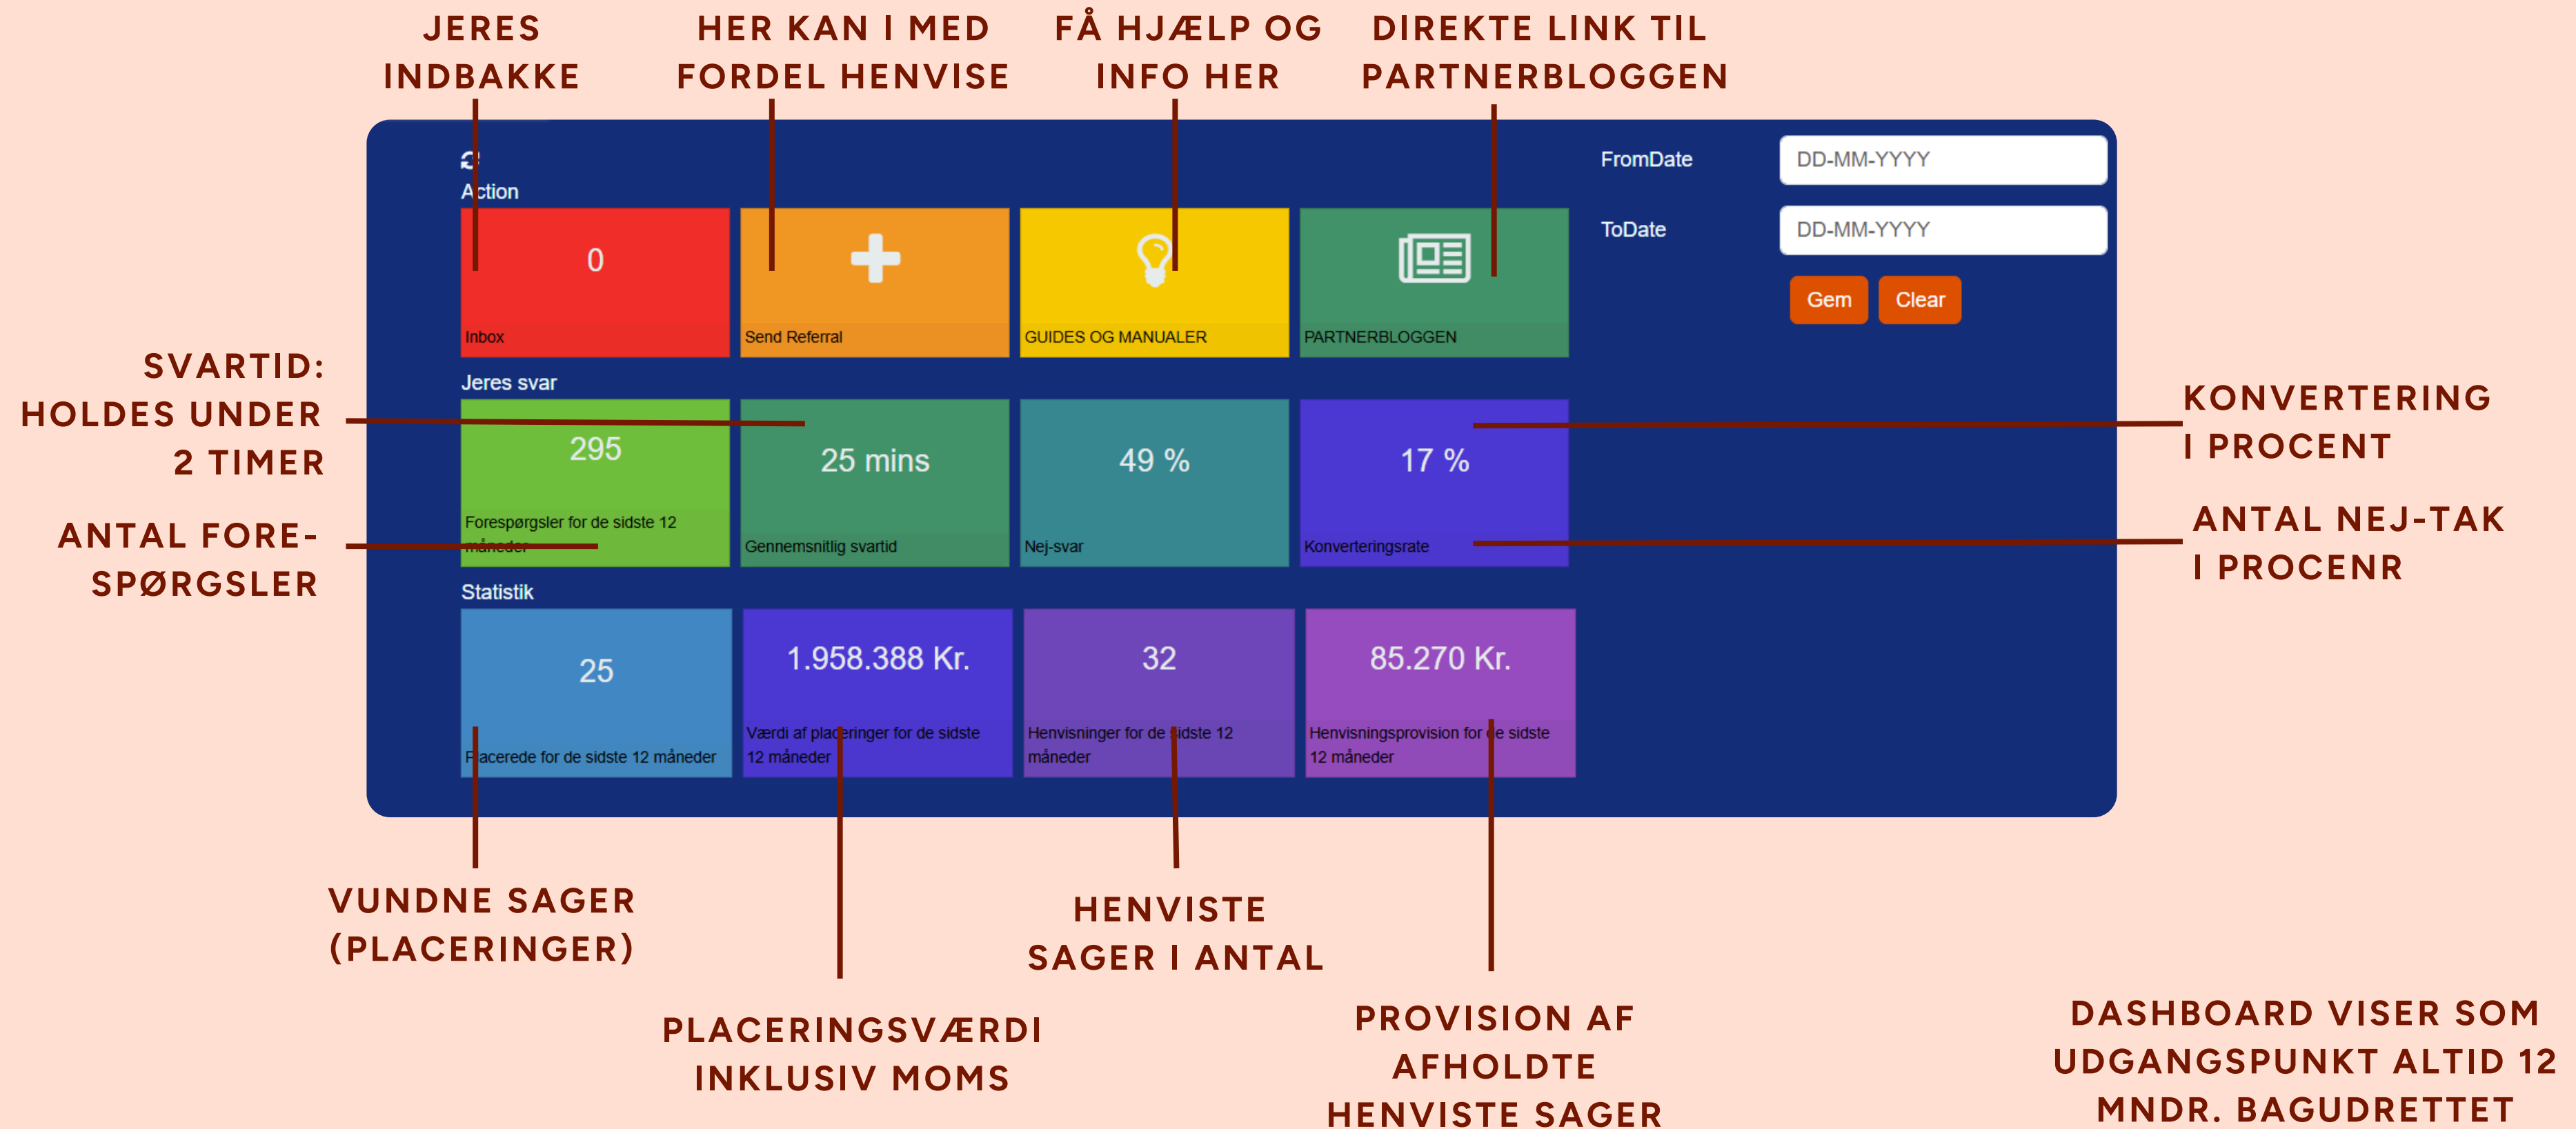 JERES
INDBAKKE
HER KAN I MED
FORDEL HENVISE
FÅ HJÆLP OG
INFO HER
DIREKTE LINK TIL
PARTNERBLOGGEN
FromDate
DD-MM-YYYY
Action
ToDate
DD-MM-YYYY
0
Gem
Clear
Inbox
Send Referral
GUIDES OG MANUALER
PARTNERBLOGGEN
SVARTID:
HOLDES UNDER
2 TIMER
Jeres svar
KONVERTERING
I PROCENT
295
25 mins
49 %
17 %
ANTAL FORE-
SPØRGSLER
Forespørgsler for de sidste 12
måneder
Gennemsnitlig svartid
Nej-svar
Konverteringsrate
ANTAL NEJ-TAK
I PROCENR
Statistik
25
1.958.388 Kr.
32
85.270 Kr.
Placerede for de sidste 12 måneder
Værdi af placeringer for de sidste
12 måneder
Henvisninger for de sidste 12
måneder
Henvisningsprovision for de sidste
12 måneder
VUNDNE SAGER
(PLACERINGER)
PLACERINGSVÆRDI
INKLUSIV MOMS
HENVISTE
SAGER I ANTAL
PROVISION AF
AFHOLDTE
HENVISTE SAGER
DASHBOARD VISER SOM
UDGANGSPUNKT ALTID 12
MNDR. BAGUDRETTET